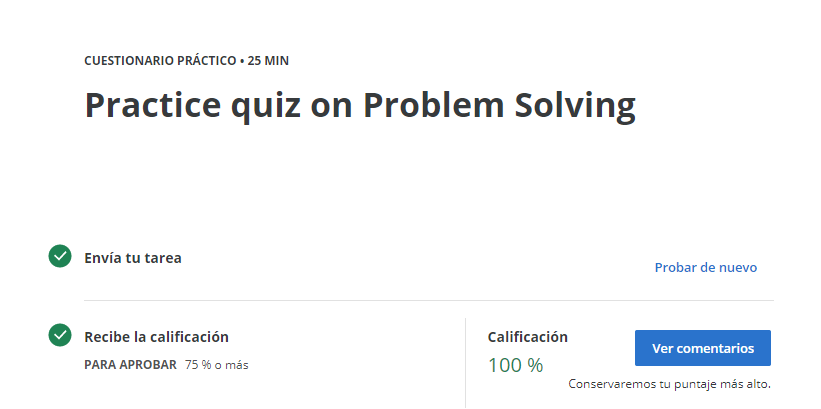 CUESTIONARIO PRÁCTICO • 25 MIN
Practice quiz on Problem Solving
Envía tu tarea
Probar de nuevo
Recibe la calificación
PARA APROBAR 75 % o más
Calificación
100 %
Ver comentarios
Conservaremos tu puntaje más alto.